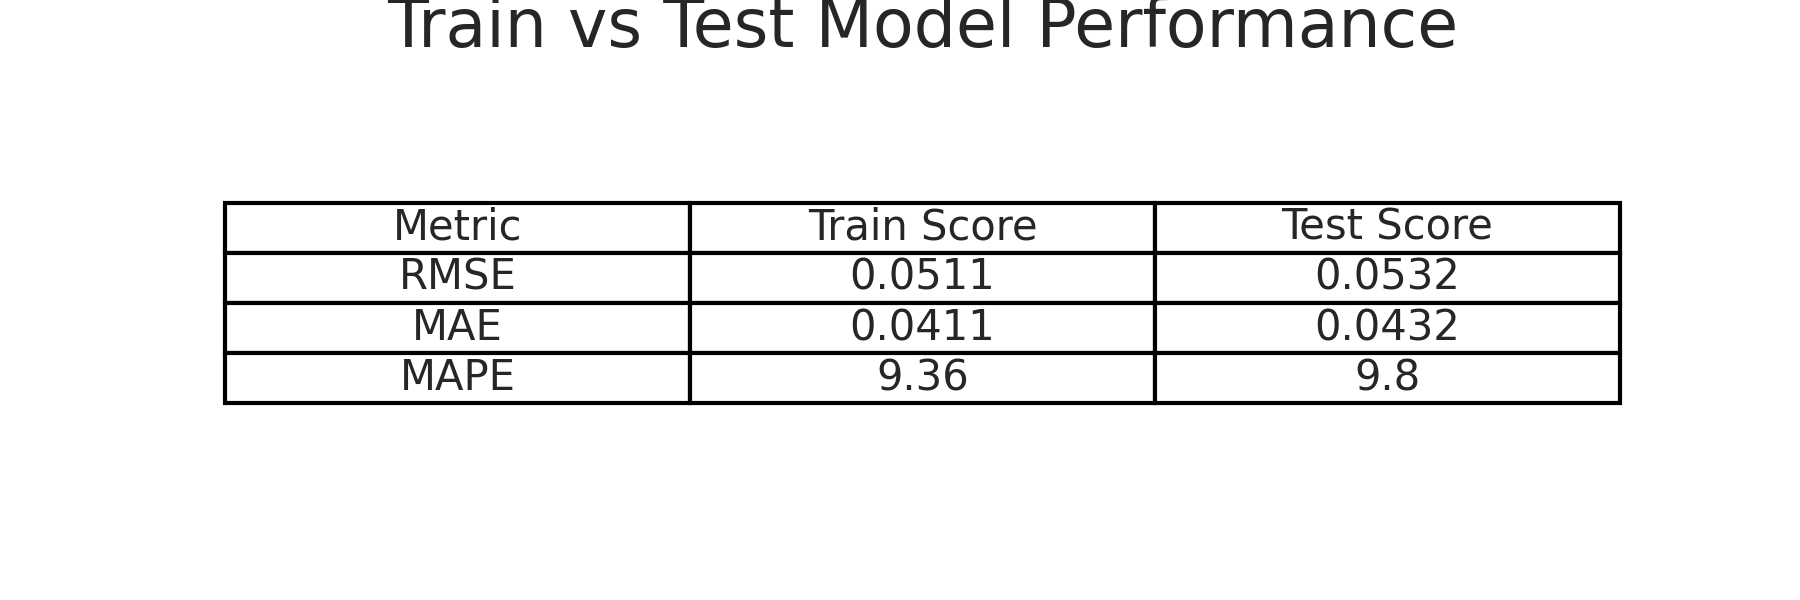 Train vs Test Model Performance
Metric Train Score Test Score
RMSE 0.0511 0.0532
MAE 0.0411 0.0432
MAPE 9.36 9.8